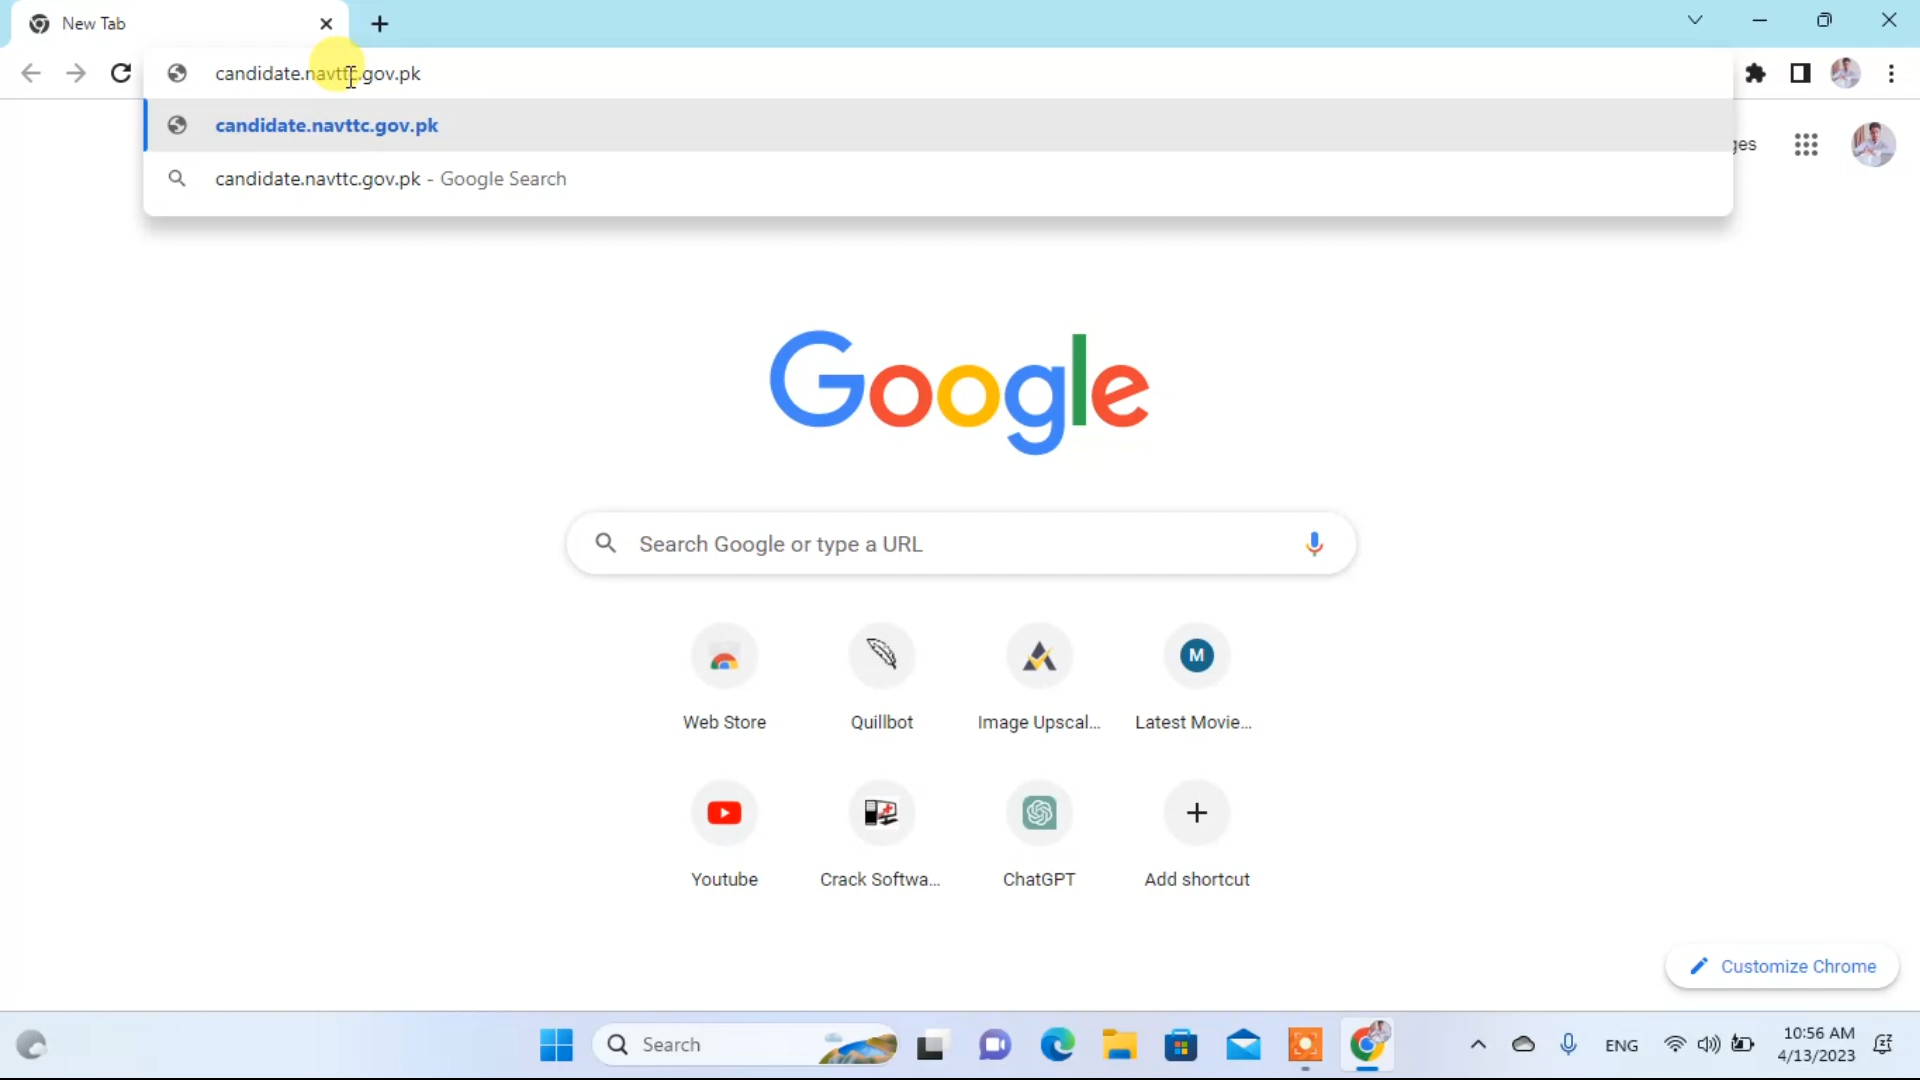 New Tab
candidate.navttc.gov.pk
candidate.navttc.gov.pk
candidate.navttc.gov.pk - Google Search
ges
Google
Search Google or type a URL
M
Web Store
Quillbot
Image Upscal...
Latest Movie...
Youtube
Crack Softwa...
ChatGPT
Add shortcut
Customize Chrome
Search
ENG
10:56 AM
4/13/2023